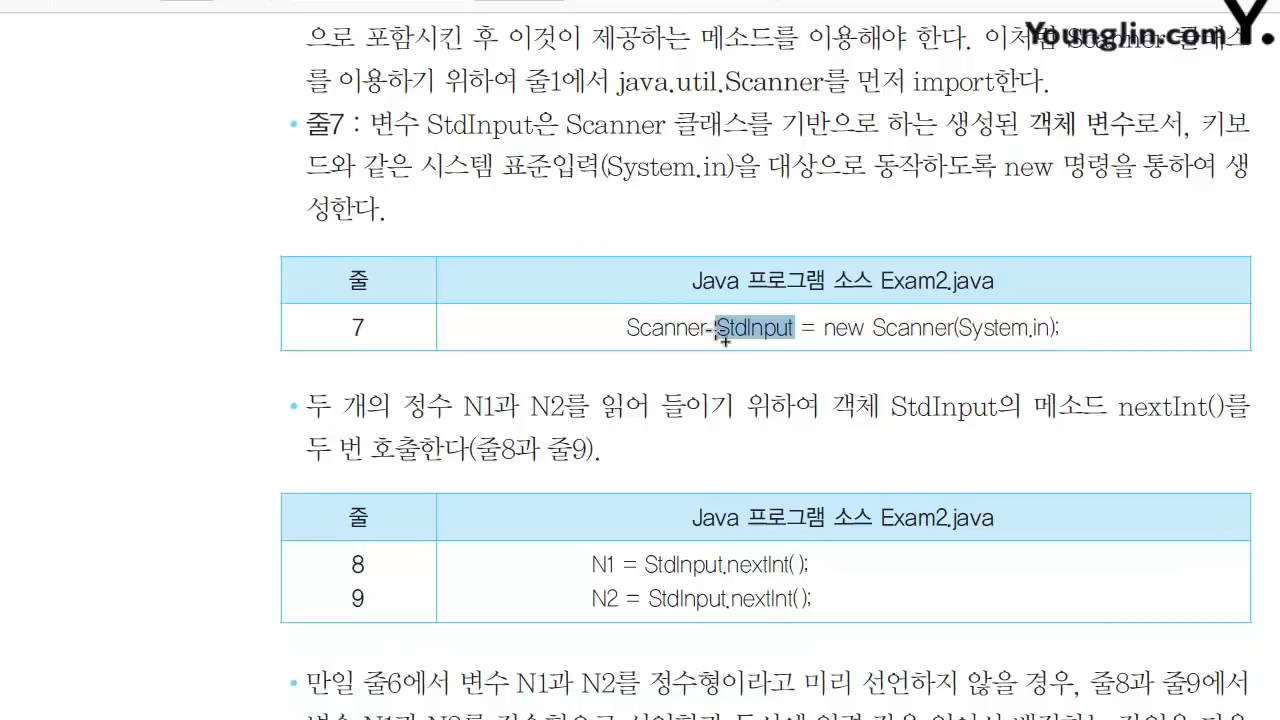 으로 포함시킨 후 이것이 제공하는 메소드를 이용해야 한다. 이처럼 Scanner 클래스
Younglin.com Y.
를 이용하기 위하여 줄1에서 java.util.Scanner를 먼저 import한다.
• 줄7 : 변수 StdInput은 Scanner 클래스를 기반으로 하는 생성된 객체 변수로서, 키보
드와 같은 시스템 표준입력(System.in)을 대상으로 동작하도록 new 명령을 통하여 생
성한다.
줄 Java 프로그램 소스 Exam2.java
7 Scanner StdInput = new Scanner(System.in);
• 두 개의 정수 N1과 N2를 읽어 들이기 위하여 객체 StdInput의 메소드 nextInt()를
두 번 호출한다(줄8과 줄9).
줄 Java 프로그램 소스 Exam2.java
8 N1 = StdInput.nextInt( );
9 N2 = StdInput.nextInt( );
• 만일 줄6에서 변수 N1과 N2를 정수형이라고 미리 선언하지 않을 경우, 줄8과 줄9에서